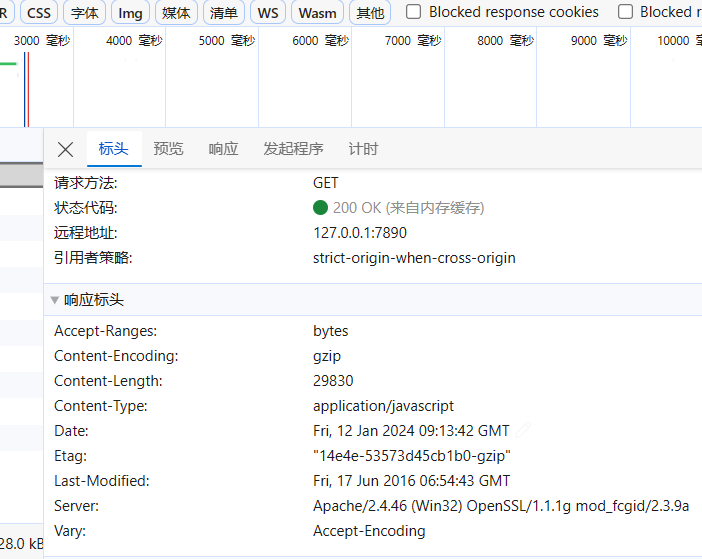 R CSS 字体 Img 媒体 清单 WS Wasm 其他 Blocked response cookies Blocked r
3000 毫秒 4000 毫秒 5000 毫秒 6000 毫秒 7000 毫秒 8000 毫秒 9000 毫秒 10000 毫秒
标头 预览 响应 发起程序 计时
请求方法: GET
状态代码: 200 OK (来自内存缓存)
远程地址: 127.0.0.1:7890
引用者策略: strict-origin-when-cross-origin
响应标头
Accept-Ranges: bytes
Content-Encoding: gzip
Content-Length: 29830
Content-Type: application/javascript
Date: Fri, 12 Jan 2024 09:13:42 GMT
Etag: "14e4e-53573d45cb1b0-gzip"
Last-Modified: Fri, 17 Jun 2016 06:54:43 GMT
Server: Apache/2.4.46 (Win32) OpenSSL/1.1.1g mod_fcgid/2.3.9a
Vary: Accept-Encoding
28.0 kB